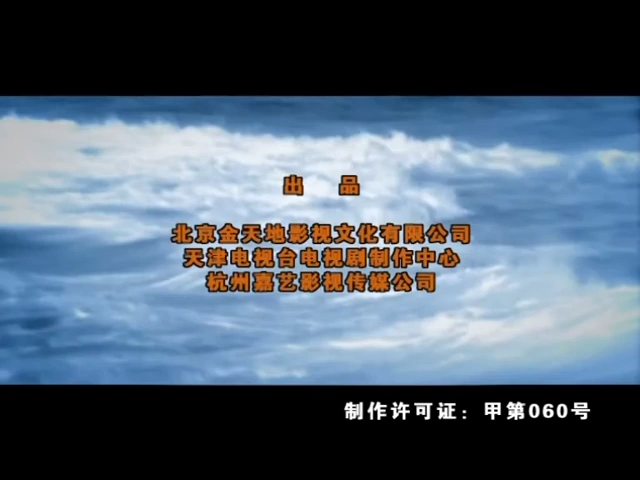 出 品
北京金天地影视文化有限公司
天津电视台电视剧制作中心
杭州嘉艺影视传媒公司
制作许可证：甲第060号